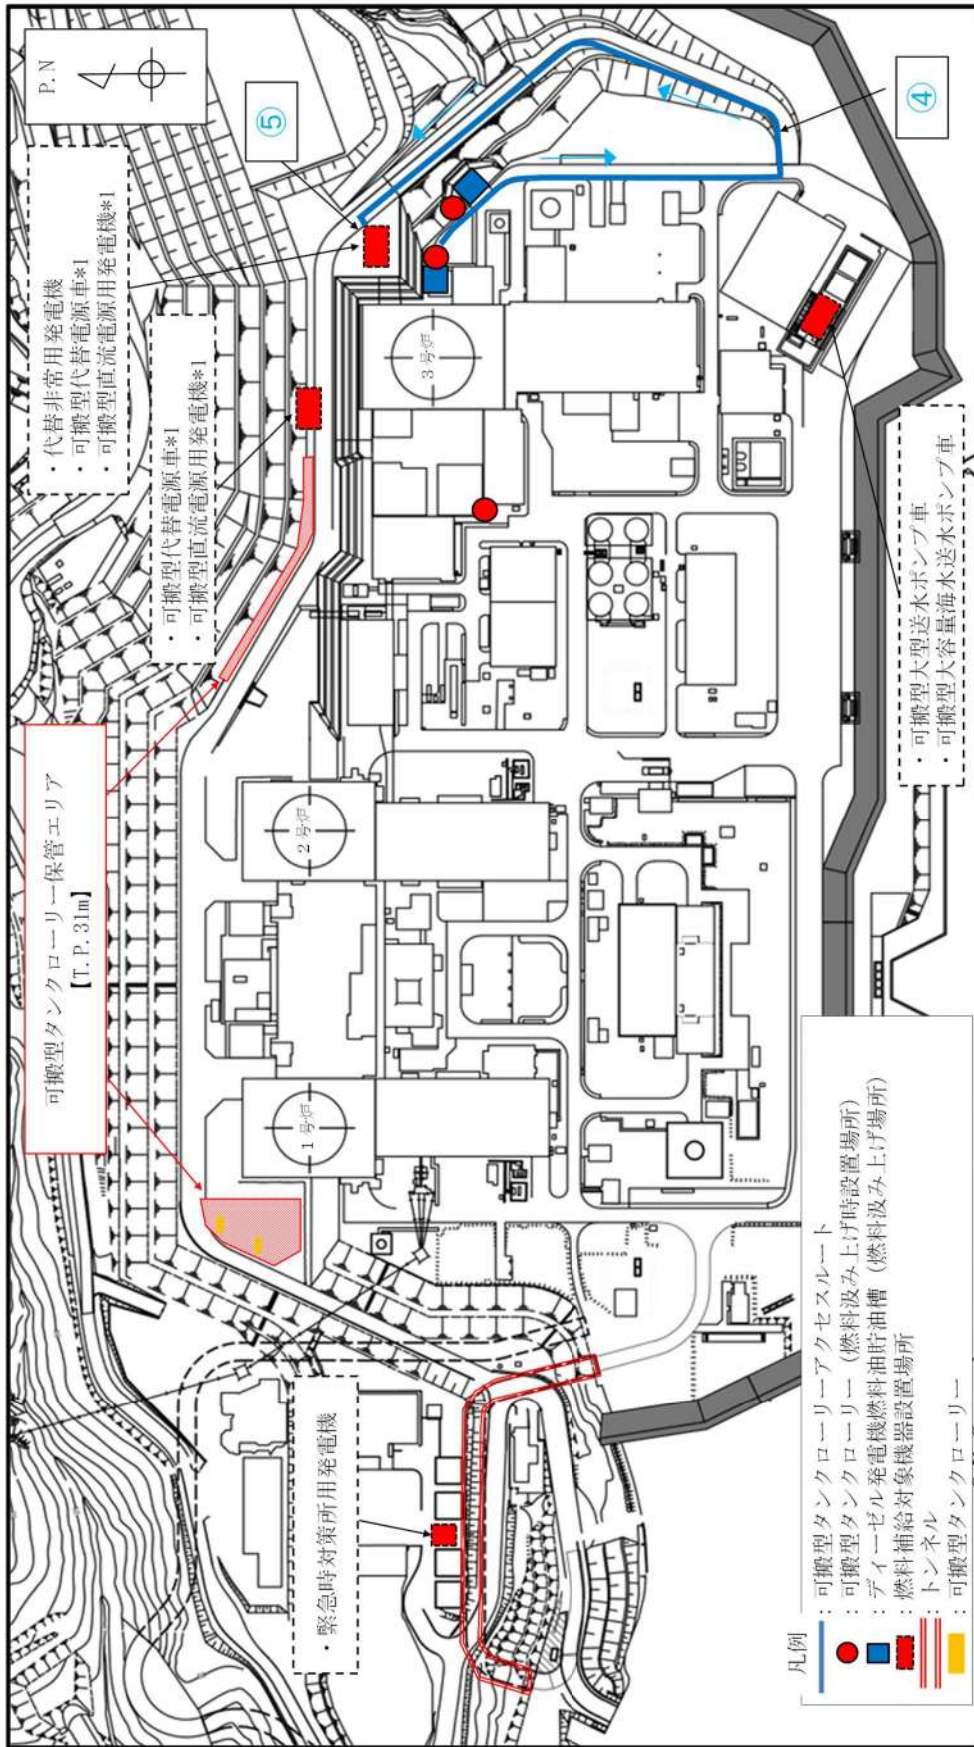 P.N
・代替非常用発電機
・可搬型代替電源車*1
・可搬型直流電源用発電機*1
・可搬型代替電源車*1
・可搬型直流電源用発電機*1
可搬型タンクローリー保管エリア
【T.P.31m】
・緊急時対策所用発電機
⑤
④
3号炉
2号炉
1号炉
・可搬型大型送水ポンプ車
・可搬型大容量海水送水ポンプ車
凡例
：可搬型タンクローリーアクセスルート
：可搬型タンクローリー（燃料汲み上げ時設置場所）
：ディーゼル発電機燃料油貯油槽（燃料汲み上げ場所）
：燃料補給対象機器設置場所
：トンネル
：可搬型タンクローリー